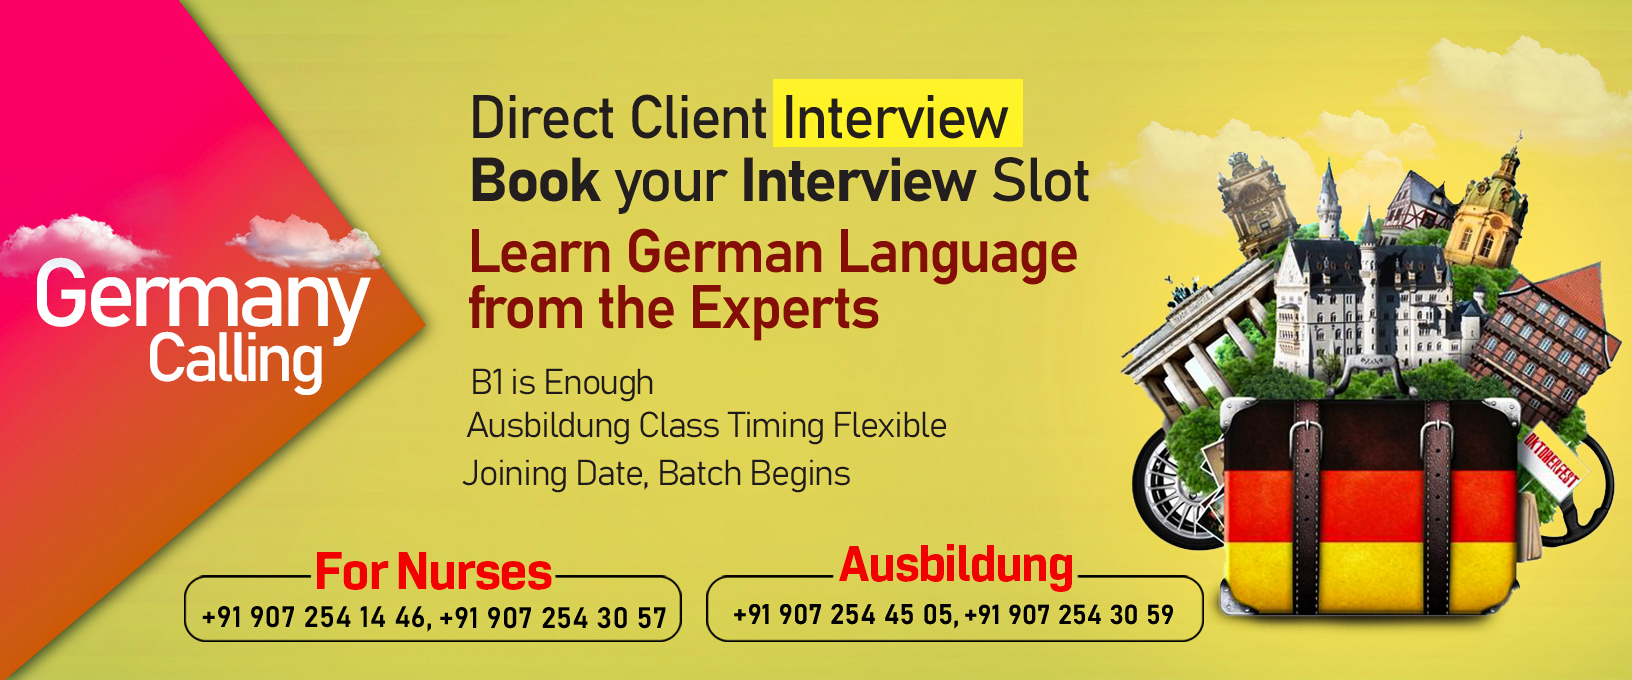 Germany
Calling
Direct Client Interview
Book your Interview Slot
Learn German Language
from the Experts
B1 is Enough
Ausbildung Class Timing Flexible
Joining Date, Batch Begins
For Nurses
+91 907 254 14 46, +91 907 254 30 57
Ausbildung
+91 907 254 45 05, +91 907 254 30 59
OKTOBERFEST